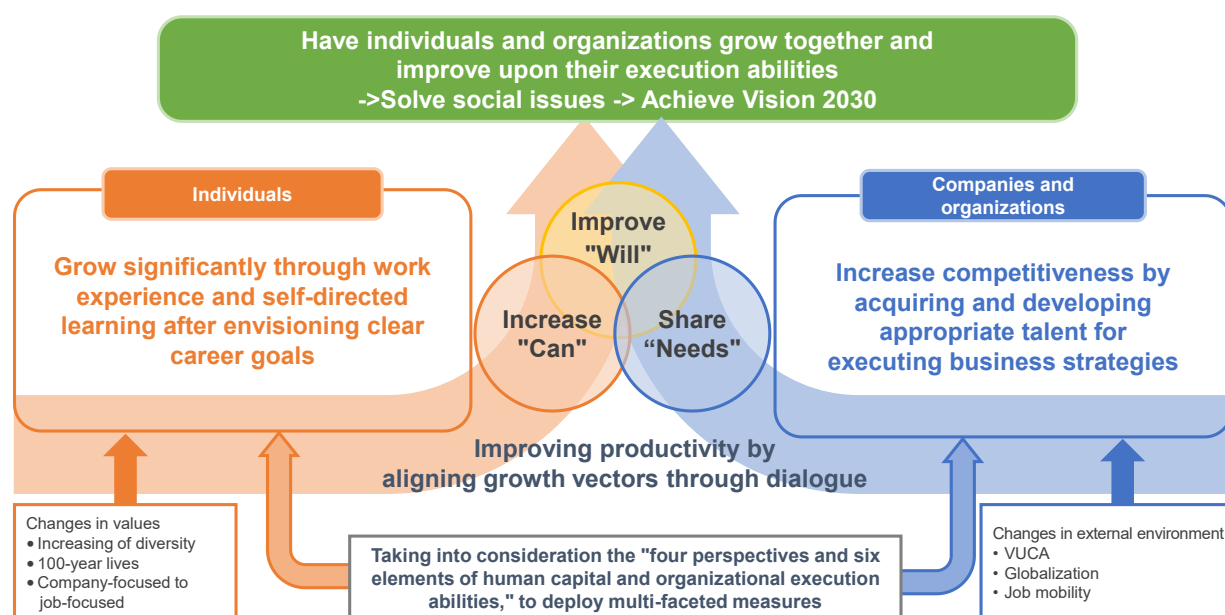 Have individuals and organizations grow together and
improve upon their execution abilities
->Solve social issues -> Achieve Vision 2030
Individuals
Grow significantly through work
experience and self-directed
learning after envisioning clear
career goals
Improve
"Will"
Increase
"Can"
Share
“Needs"
Companies and
organizations
Increase competitiveness by
acquiring and developing
appropriate talent for
executing business strategies
Improving productivity by
aligning growth vectors through dialogue
Changes in values
• Increasing of diversity
• 100-year lives
• Company-focused to
job-focused
Taking into consideration the "four perspectives and six
elements of human capital and organizational execution
abilities," to deploy multi-faceted measures
Changes in external environment
• VUCA
• Globalization
• Job mobility